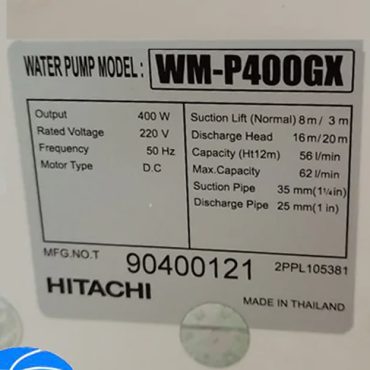 WATER PUMP MODEL: WM-P400GX
Output 400 W
Rated Voltage 220 V
Frequency 50 Hz
Motor Type D.C
Suction Lift (Normal) 8 m / 3 m
Discharge Head 16 m / 20 m
Capacity (Ht12m) 56 l/min
Max.Capacity 62 l/min
Suction Pipe 35 mm (1¼in)
Discharge Pipe 25 mm (1 in)
MFG.NO.T 90400121 2PPL105381
HITACHI
MADE IN THAILAND